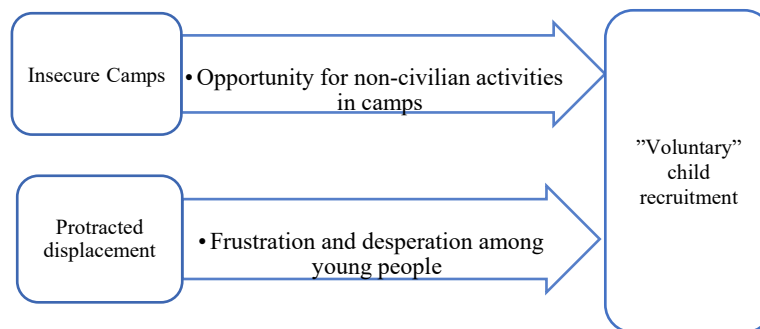 Insecure Camps
• Opportunity for non-civilian activities
in camps
”Voluntary”
child
recruitment
Protracted
displacement
• Frustration and desperation among
young people